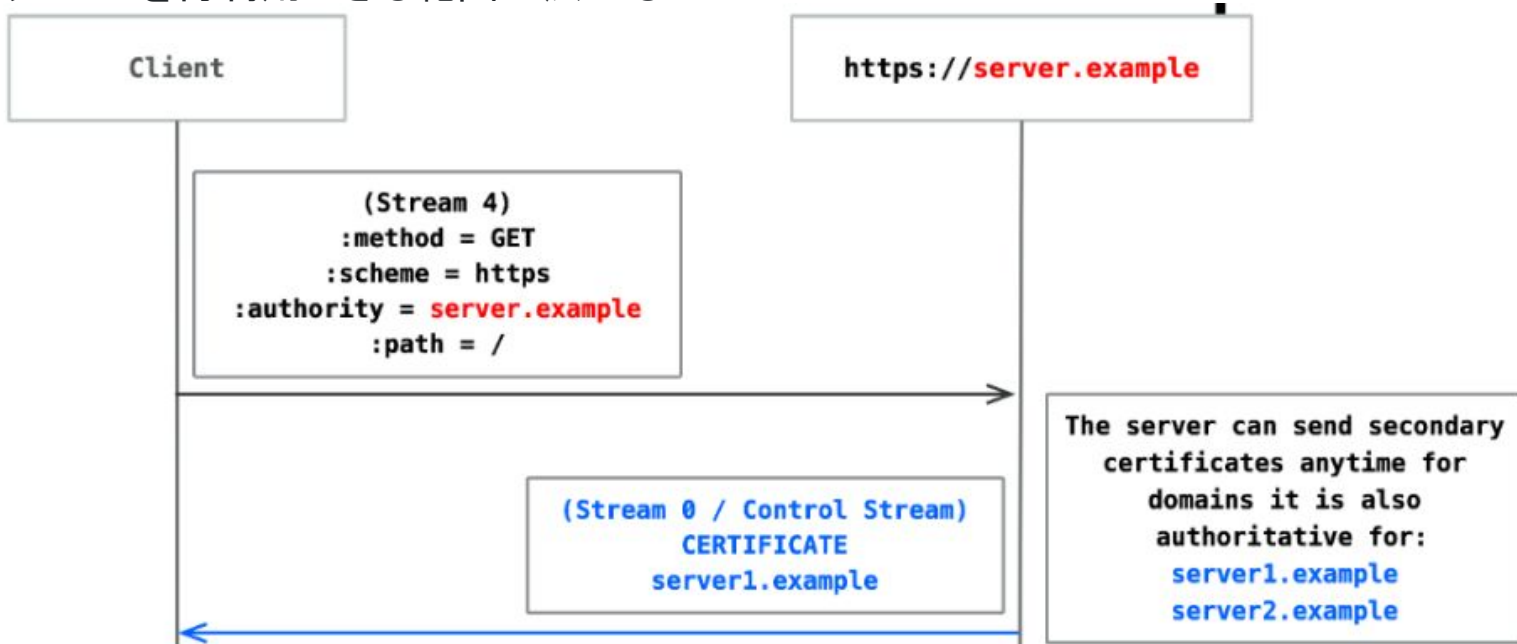 Client
https://server.example
(Stream 4)
:method = GET
:scheme = https
:authority = server.example
:path = /
The server can send secondary
certificates anytime for
domains it is also
authoritative for:
server1.example
server2.example
(Stream 0 / Control Stream)
CERTIFICATE
server1.example